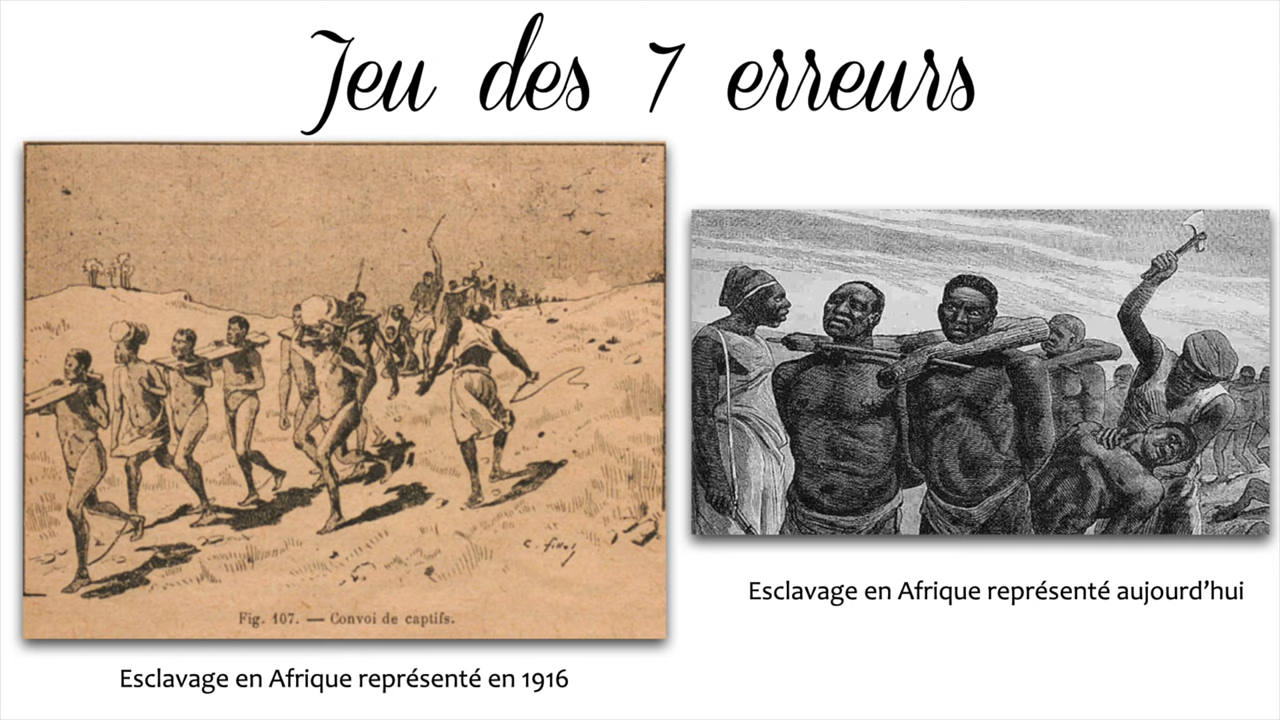 Jeu des 7 erreurs
Fig. 107. — Convoi de captifs.
Esclavage en Afrique représenté aujourd’hui
Esclavage en Afrique représenté en 1916